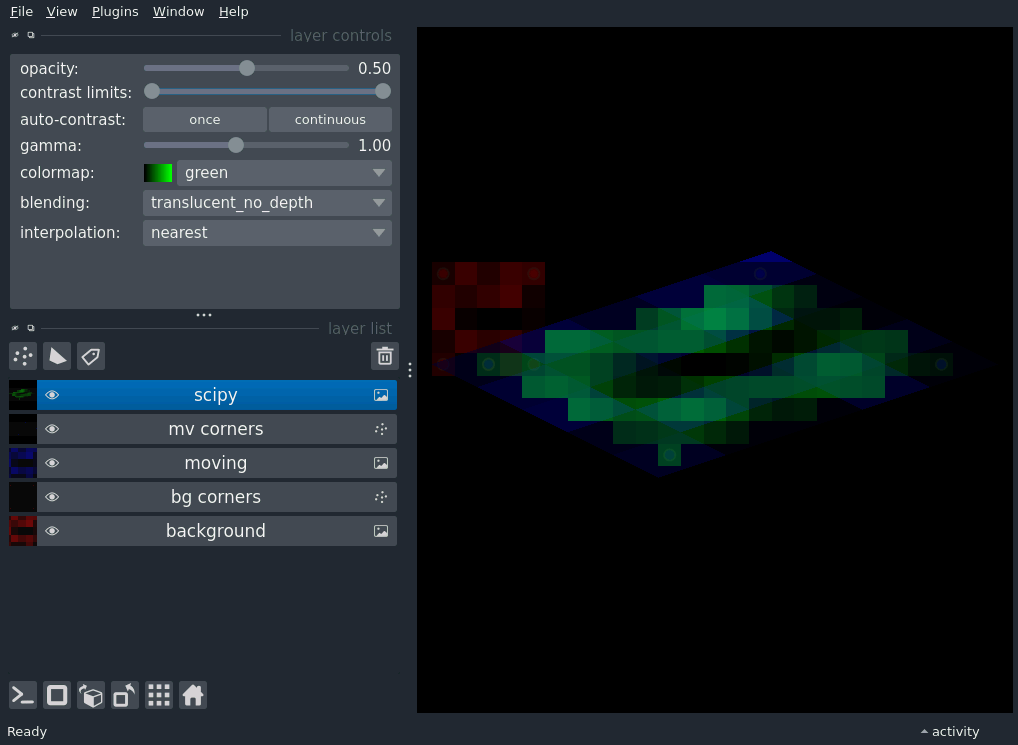 File View Plugins Window Help
layer controls
opacity: 0.50
contrast limits:
auto-contrast: once continuous
gamma: 1.00
colormap: green
blending: translucent_no_depth
interpolation: nearest
layer list
scipy
mv corners
moving
bg corners
background
Ready activity